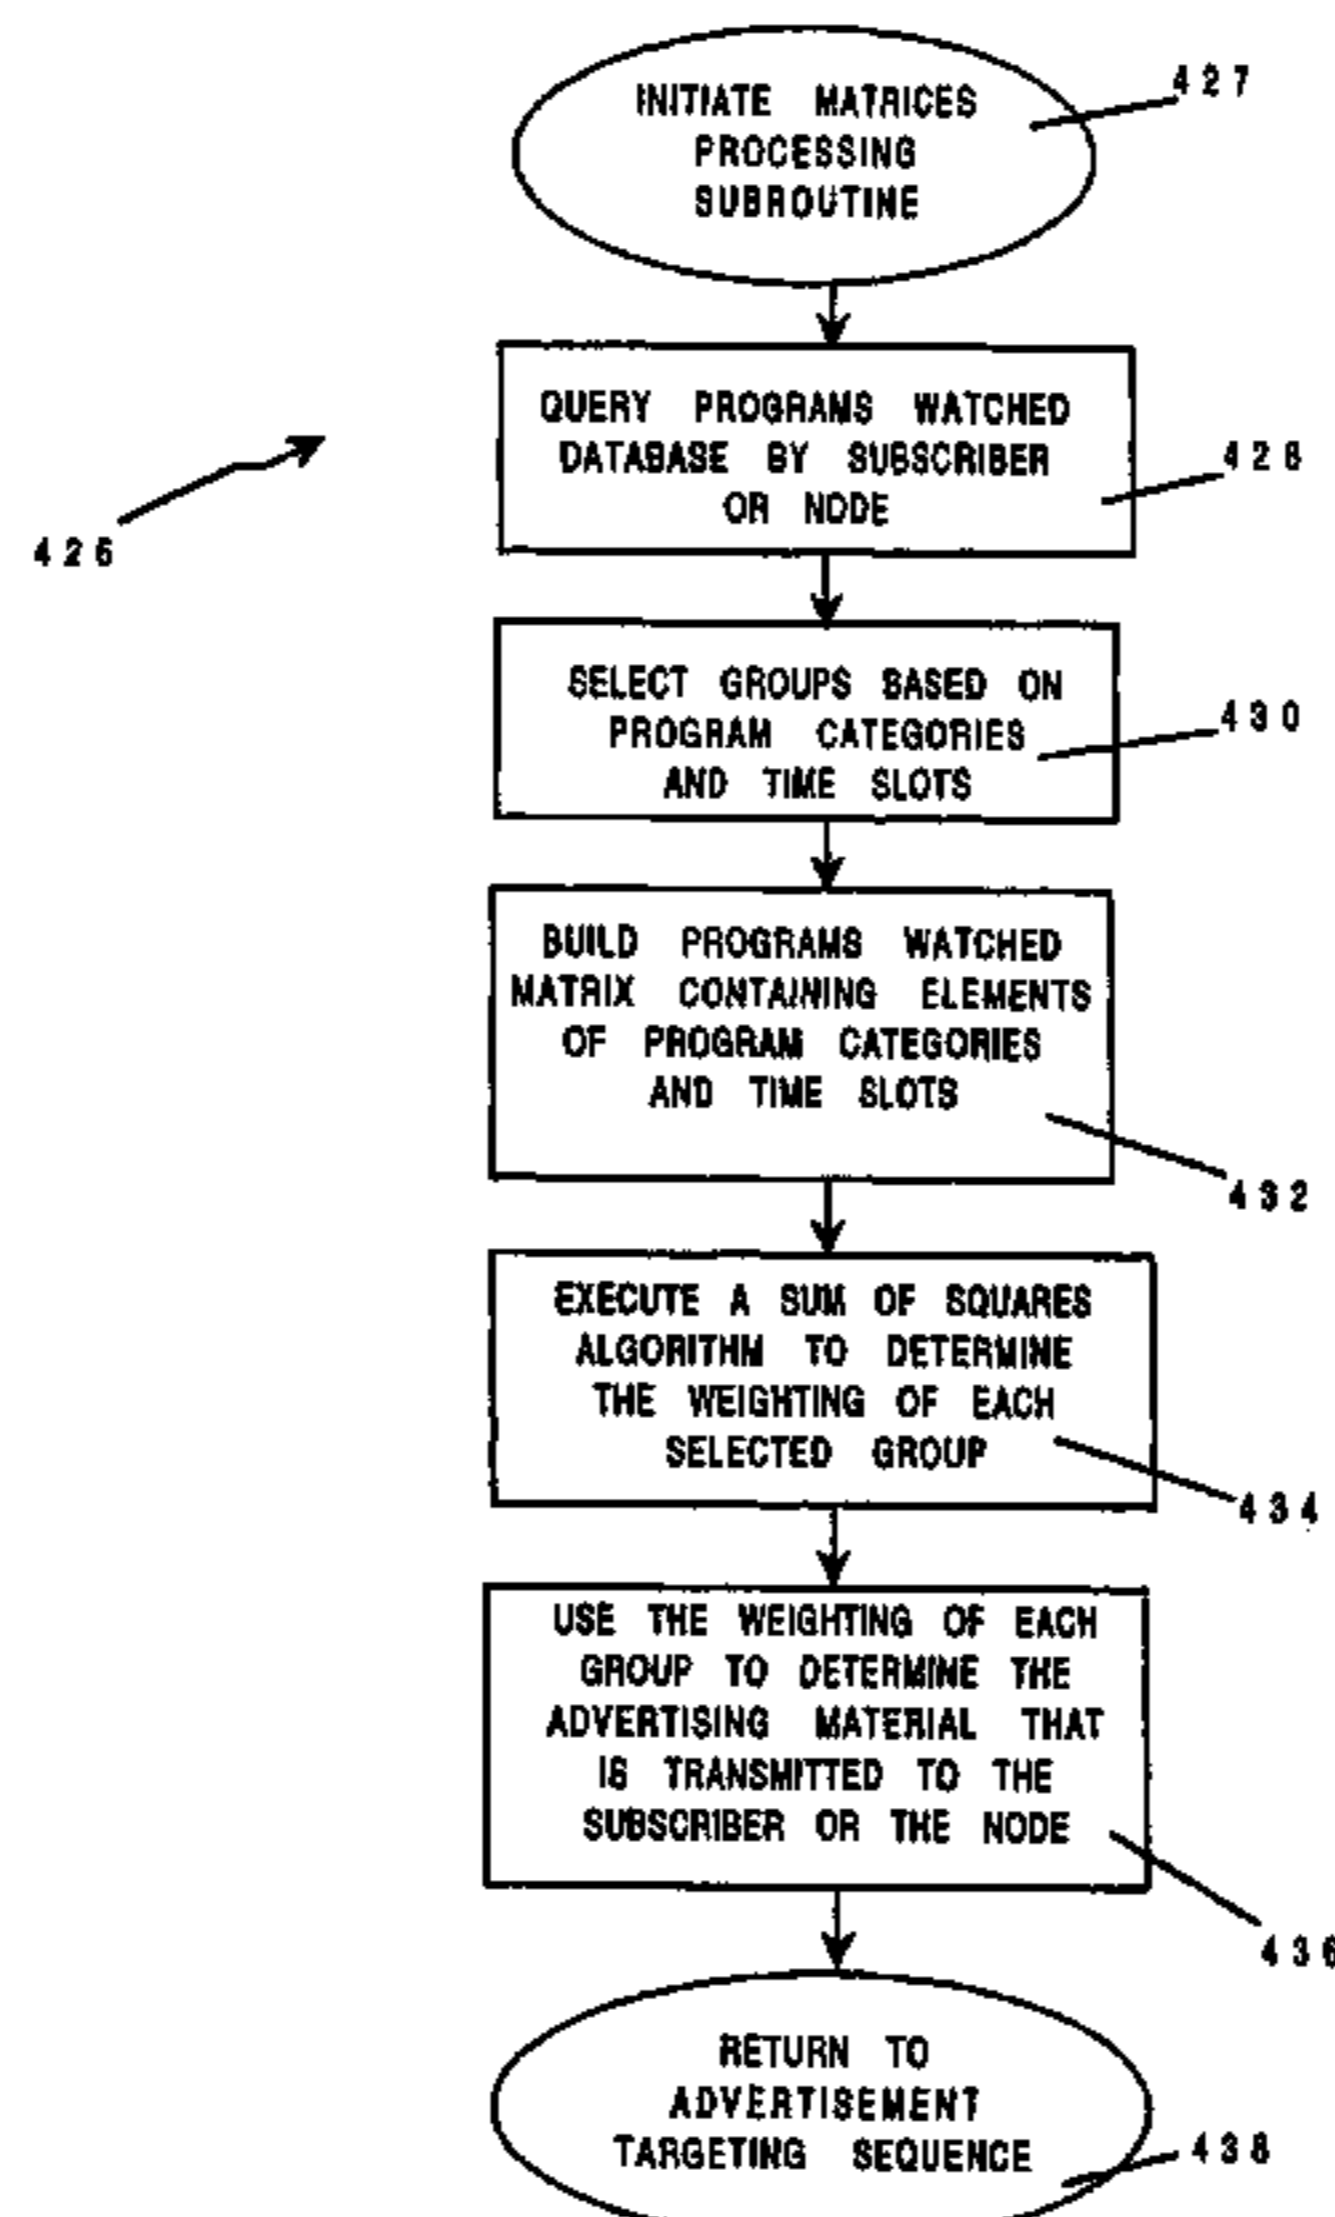 INITIATE MATRICES
PROCESSING
SUBROUTINE
427
QUERY PROGRAMS WATCHED
DATABASE BY SUBSCRIBER
OR NODE
428
426
SELECT GROUPS BASED ON
PROGRAM CATEGORIES
AND TIME SLOTS
430
BUILD PROGRAMS WATCHED
MATRIX CONTAINING ELEMENTS
OF PROGRAM CATEGORIES
AND TIME SLOTS
432
EXECUTE A SUM OF SQUARES
ALGORITHM TO DETERMINE
THE WEIGHTING OF EACH
SELECTED GROUP
434
USE THE WEIGHTING OF EACH
GROUP TO DETERMINE THE
ADVERTISING MATERIAL THAT
IS TRANSMITTED TO THE
SUBSCRIBER OR THE NODE
436
RETURN TO
ADVERTISEMENT
TARGETING SEQUENCE
438